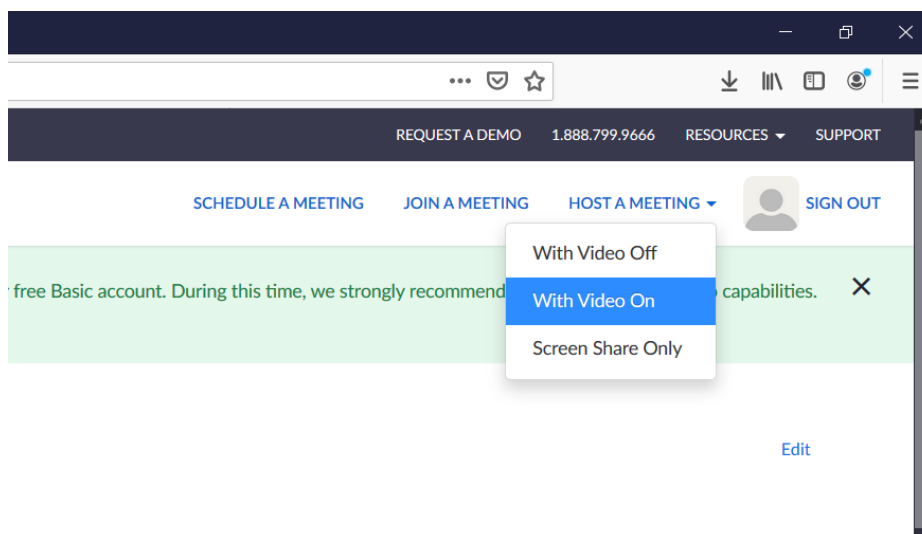 REQUEST A DEMO 1.888.799.9666 RESOURCES SUPPORT
SCHEDULE A MEETING JOIN A MEETING HOST A MEETING SIGN OUT
With Video Off
free Basic account. During this time, we strongly recommend capabilities.
With Video On
Screen Share Only
Edit